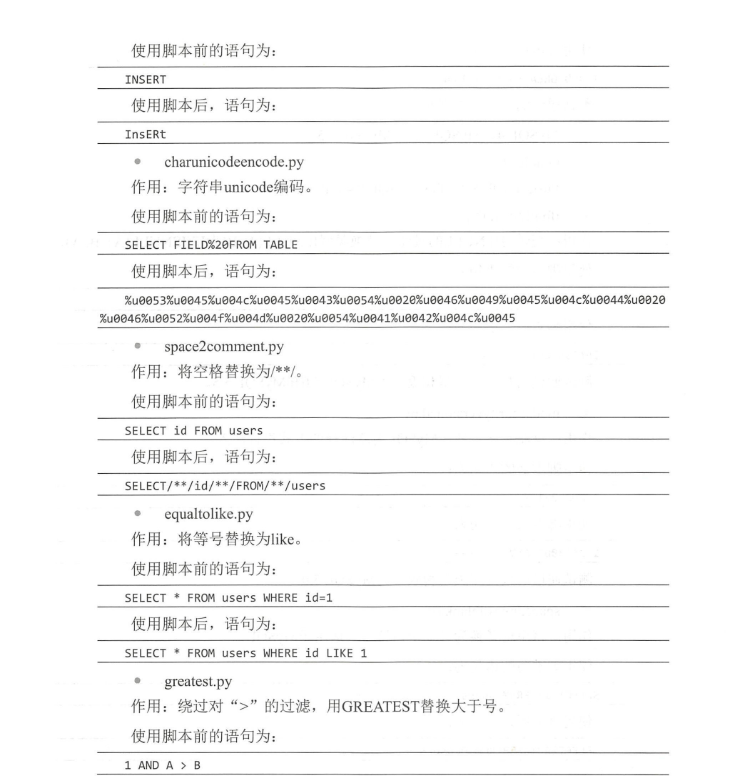 使用脚本前的语句为：
INSERT
使用脚本后，语句为：
InsERt
• charunicodeencode.py
作用：字符串unicode编码。
使用脚本前的语句为：
SELECT FIELD%20FROM TABLE
使用脚本后，语句为：
%u0053%u0045%u004c%u0045%u0043%u0054%u0020%u0046%u0049%u0045%u004c%u0044%u0020
%u0046%u0052%u004f%u004d%u0020%u0054%u0041%u0042%u004c%u0045
• space2comment.py
作用：将空格替换为/**/。
使用脚本前的语句为：
SELECT id FROM users
使用脚本后，语句为：
SELECT/**/id/**/FROM/**/users
• equaltolike.py
作用：将等号替换为like。
使用脚本前的语句为：
SELECT * FROM users WHERE id=1
使用脚本后，语句为：
SELECT * FROM users WHERE id LIKE 1
• greatest.py
作用：绕过对“>”的过滤，用GREATEST替换大于号。
使用脚本前的语句为：
1 AND A > B